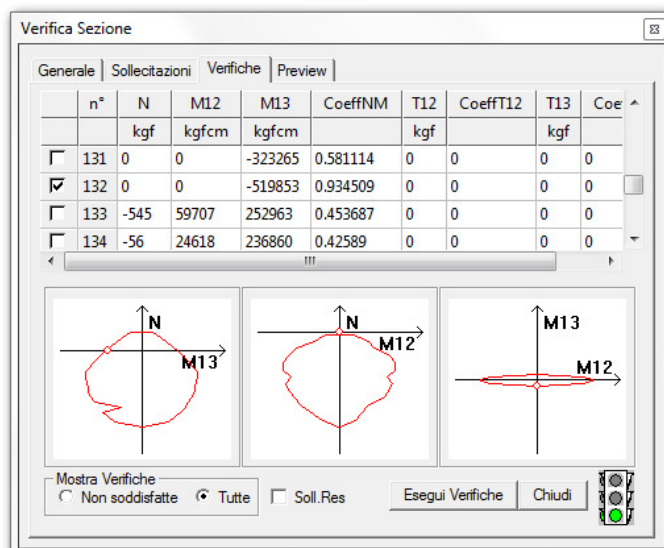 Verifica Sezione
Generale Sollecitazioni Verifiche Preview
n° N M12 M13 CoeffNM T12 CoeffT12 T13
kgf kgfcm kgfcm kgf kgf
131 0 0 -323265 0.581114 0 0 0 0
132 0 0 -519853 0.934509 0 0 0 0
133 -545 59707 252963 0.453687 0 0 0 0
134 -56 24618 236860 0.42589 0 0 0 0
N M13
N M12
M13 M12
Mostra Verifiche
Non soddisfatte Tutte Soll.Res Esegui Verifiche Chiudi